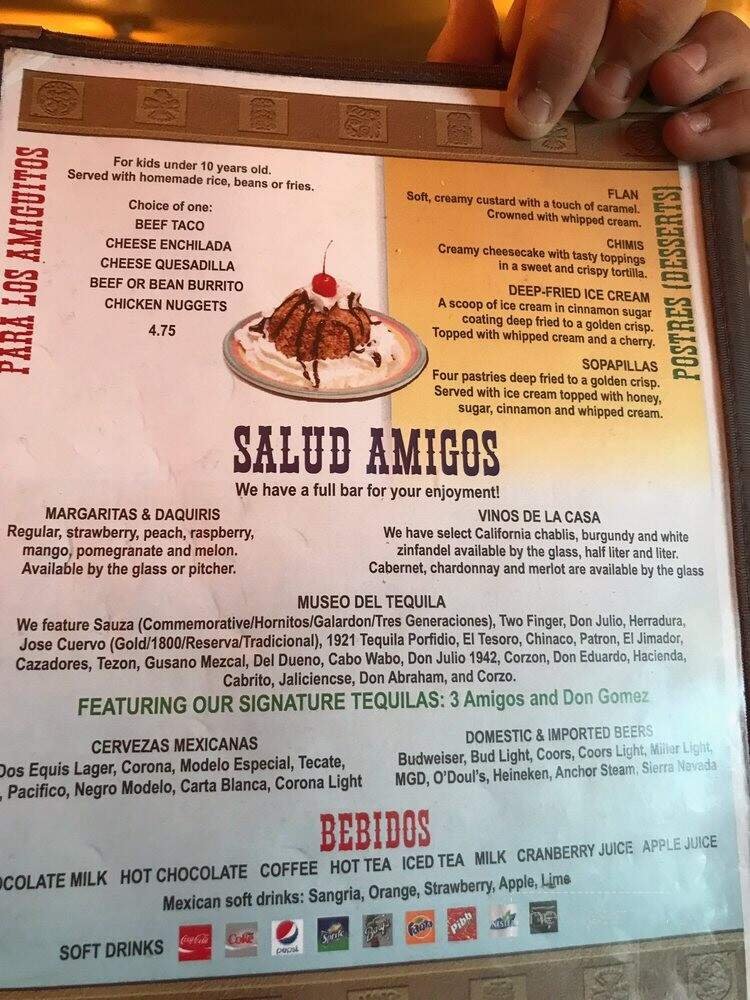 PARA LOS AMIGUITOS
For kids under 10 years old.
Served with homemade rice, beans or fries.
Choice of one:
BEEF TACO
CHEESE ENCHILADA
CHEESE QUESADILLA
BEEF OR BEAN BURRITO
CHICKEN NUGGETS
4.75
POSTRES (DESSERTS)
FLAN
Soft, creamy custard with a touch of caramel.
Crowned with whipped cream.
CHIMIS
Creamy cheesecake with tasty toppings
in a sweet and crispy tortilla.
DEEP-FRIED ICE CREAM
A scoop of ice cream in cinnamon sugar
coating deep fried to a golden crisp.
Topped with whipped cream and a cherry.
SOPAPILLAS
Four pastries deep fried to a golden crisp.
Served with ice cream topped with honey,
sugar, cinnamon and whipped cream.
SALUD AMIGOS
We have a full bar for your enjoyment!
MARGARITAS & DAQUIRIS
Regular, strawberry, peach, raspberry,
mango, pomegranate and melon.
Available by the glass or pitcher.
VINOS DE LA CASA
We have select California chablis, burgundy and white
zinfandel available by the glass, half liter and liter.
Cabernet, chardonnay and merlot are available by the glass
MUSEO DEL TEQUILA
We feature Sauza (Commemorative/Hornitos/Galardon/Tres Generaciones), Two Finger, Don Julio, Herradura,
Jose Cuervo (Gold/1800/Reserva/Tradicional), 1921 Tequila Porfidio, El Tesoro, Chinaco, Patron, El Jimador,
Cazadores, Tezon, Gusano Mezcal, Del Dueno, Cabo Wabo, Don Julio 1942, Corzon, Don Eduardo, Hacienda,
Cabrito, Jaliciencse, Don Abraham, and Corzo.
FEATURING OUR SIGNATURE TEQUILAS: 3 Amigos and Don Gomez
CERVEZAS MEXICANAS
Dos Equis Lager, Corona, Modelo Especial, Tecate,
, Pacifico, Negro Modelo, Carta Blanca, Corona Light
DOMESTIC & IMPORTED BEERS
Budweiser, Bud Light, Coors, Coors Light, Miller Light,
MGD, O'Doul's, Heineken, Anchor Steam, Sierra Nevada
BEBIDOS
OCOLATE MILK HOT CHOCOLATE COFFEE HOT TEA ICED TEA MILK CRANBERRY JUICE APPLE JUICE
Mexican soft drinks: Sangria, Orange, Strawberry, Apple, Lime
SOFT DRINKS Coca-Cola Coke pepsi Sprite Barq's Fanta Pibb